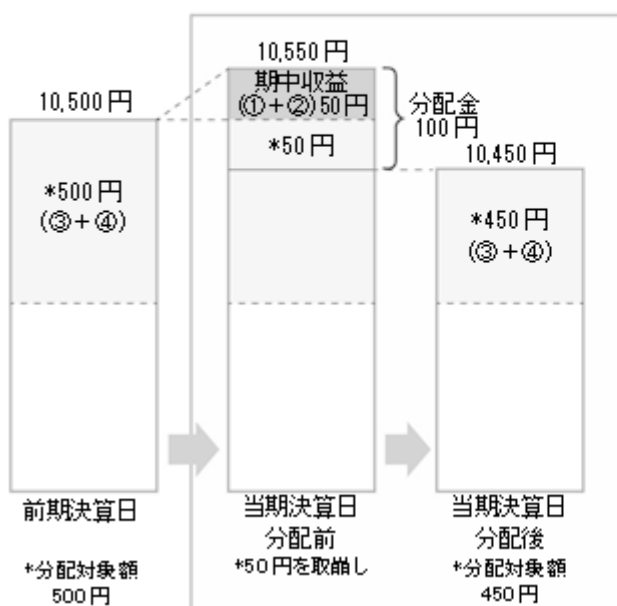 10,500円
*500円
(③+④)
前期決算日
*分配対象額
500円
10,550円
期中収益
(①+②)50円
*50円
分配金
100円
当期決算日
分配前
*50円を取崩し
10,450円
*450円
(③+④)
当期決算日
分配後
*分配対象額
450円